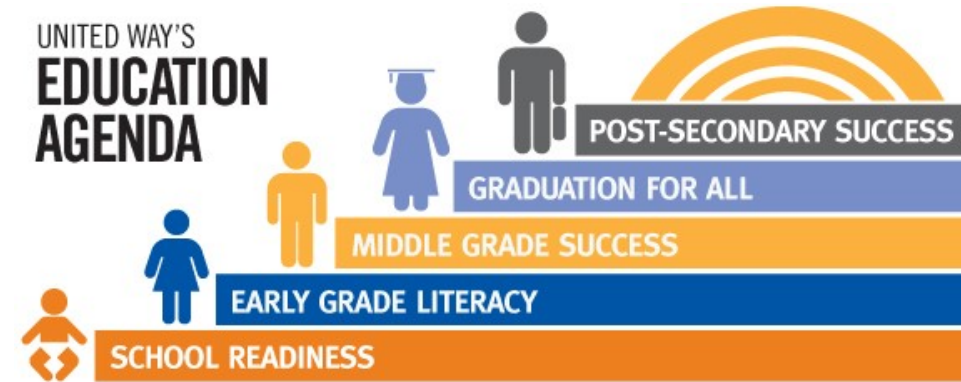 UNITED WAY'S
EDUCATION
AGENDA
POST-SECONDARY SUCCESS
GRADUATION FOR ALL
MIDDLE GRADE SUCCESS
EARLY GRADE LITERACY
SCHOOL READINESS